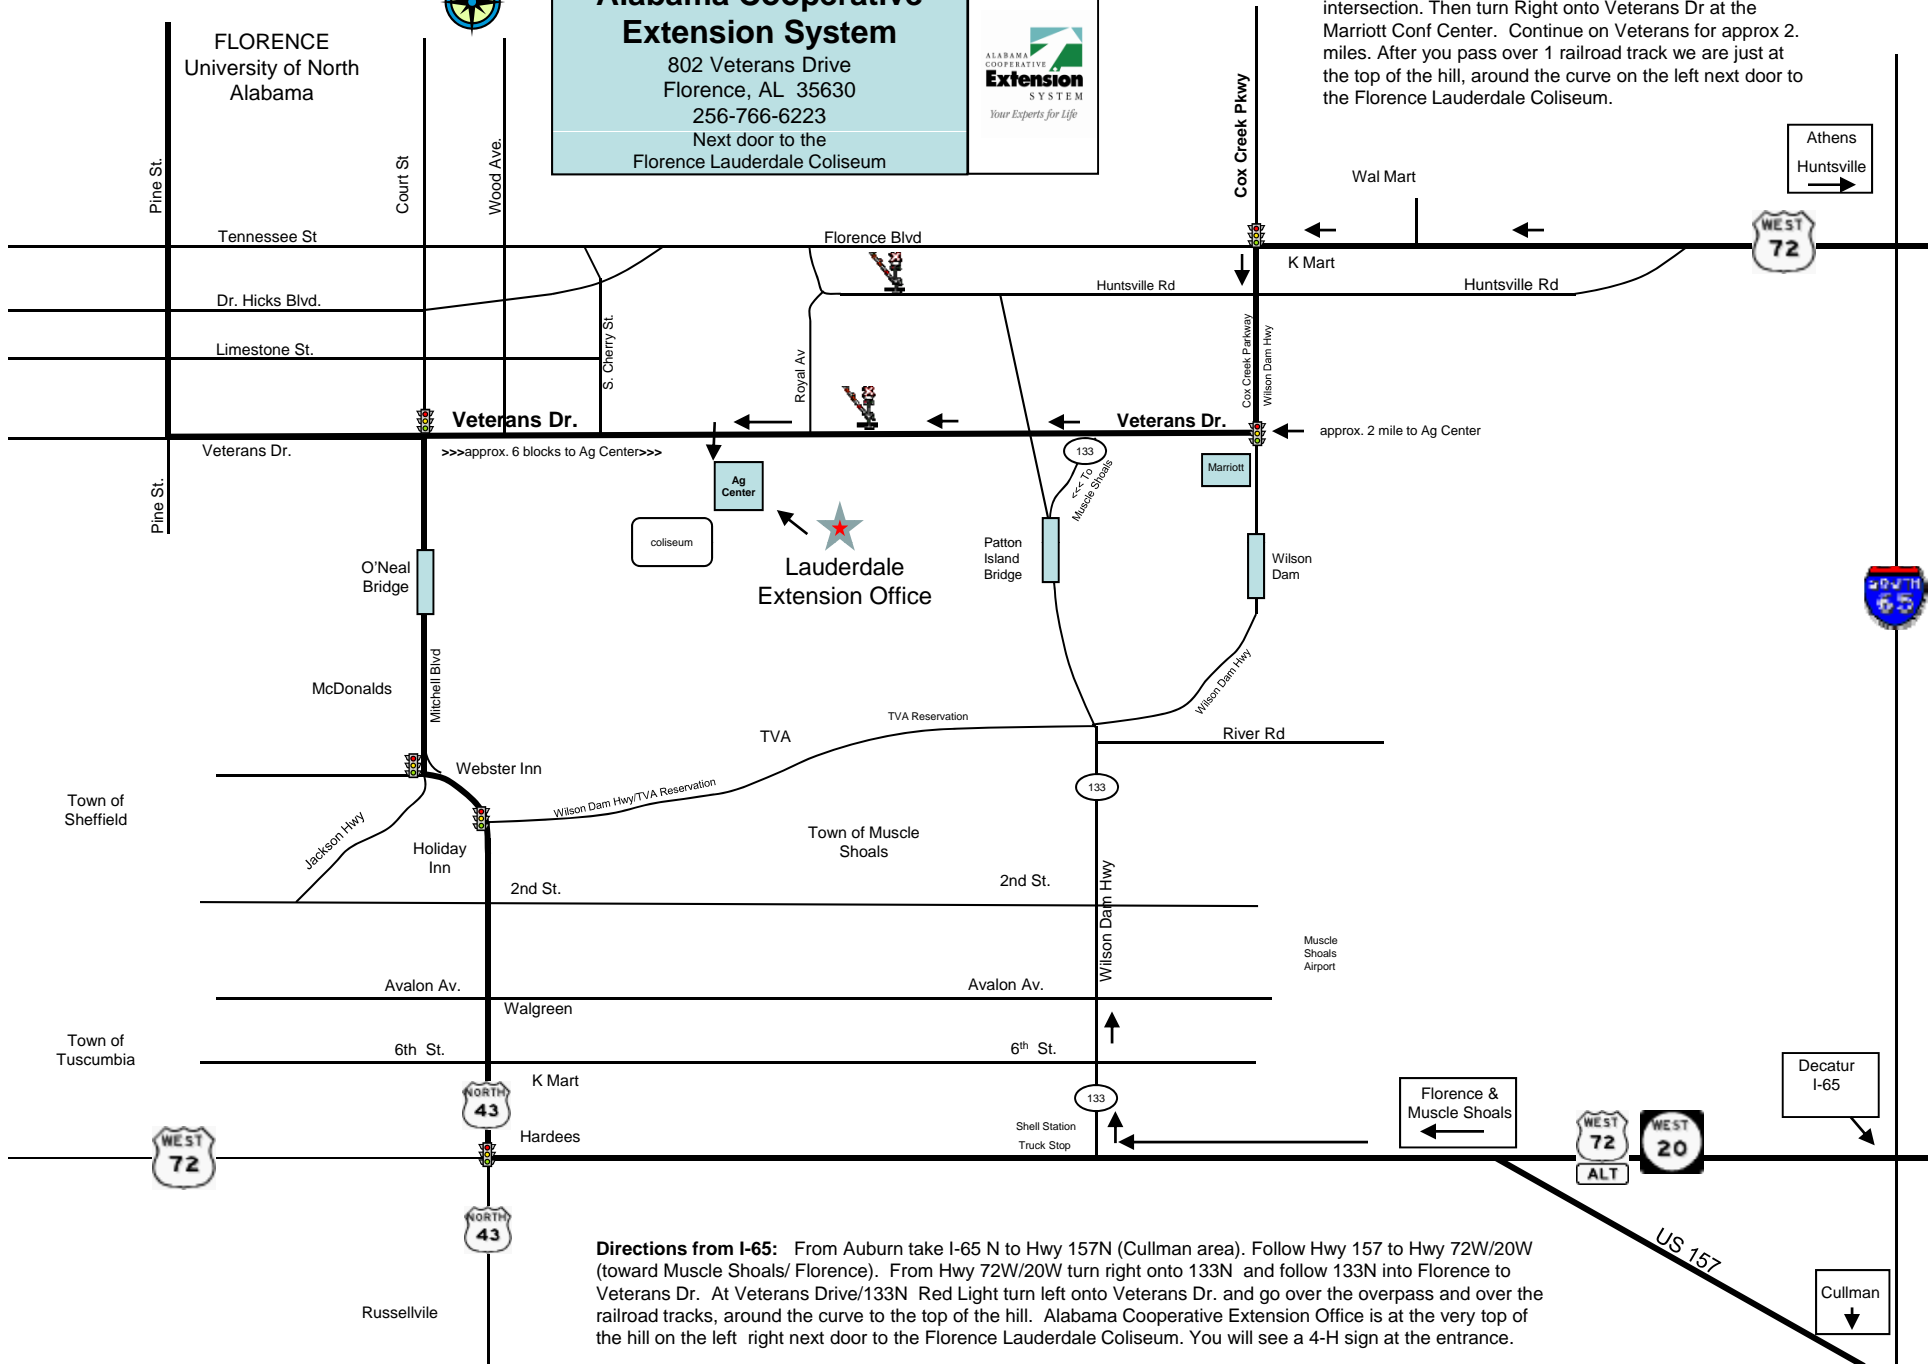 Alabama Cooperative
Extension System
802 Veterans Drive
Florence, AL 35630
256-766-6223
Next door to the
Florence Lauderdale Coliseum
ALABAMA
COOPERATIVE
Extension
SYSTEM
Your Experts for Life
intersection. Then turn Right onto Veterans Dr at the
Marriott Conf Center. Continue on Veterans for approx 2.
miles. After you pass over 1 railroad track we are just at
the top of the hill, around the curve on the left next door to
the Florence Lauderdale Coliseum.
FLORENCE
University of North
Alabama
Pine St.
Court St
Wood Ave.
Cox Creek Pkwy
Athens
Huntsville
Wal Mart
Tennessee St
Florence Blvd
WEST
72
K Mart
Dr. Hicks Blvd.
Huntsville Rd
Huntsville Rd
Limestone St.
S. Cherry St.
Royal Av
Cox Creek Parkway
Wilson Dam Hwy
Veterans Dr.
Veterans Dr.
approx. 2 mile to Ag Center
Veterans Dr.
>>>approx. 6 blocks to Ag Center>>>
133
<<< To
Muscle Shoals
Marriott
Ag
Center
Pine St.
coliseum
Lauderdale
Extension Office
Patton
Island
Bridge
Wilson
Dam
O'Neal
Bridge
SOUTH
65
McDonalds
Mitchell Blvd
Wilson Dam Hwy
TVA Reservation
TVA
River Rd
Webster Inn
Wilson Dam Hwy/TVA Reservation
133
Town of
Sheffield
Jackson Hwy
Holiday
Inn
Town of Muscle
Shoals
2nd St.
2nd St.
Wilson Dam Hwy
Muscle
Shoals
Airport
Avalon Av.
Avalon Av.
Walgreen
Town of
Tuscumbia
6th St.
6th St.
K Mart
NORTH
43
133
Decatur
I-65
Florence &
Muscle Shoals
Shell Station
Truck Stop
Hardees
WEST
72
WEST
72
ALT
WEST
20
NORTH
43
US 157
Cullman
Russellvile
Directions from I-65: From Auburn take I-65 N to Hwy 157N (Cullman area). Follow Hwy 157 to Hwy 72W/20W
(toward Muscle Shoals/ Florence). From Hwy 72W/20W turn right onto 133N and follow 133N into Florence to
Veterans Dr. At Veterans Drive/133N Red Light turn left onto Veterans Dr. and go over the overpass and over the
railroad tracks, around the curve to the top of the hill. Alabama Cooperative Extension Office is at the very top of
the hill on the left right next door to the Florence Lauderdale Coliseum. You will see a 4-H sign at the entrance.